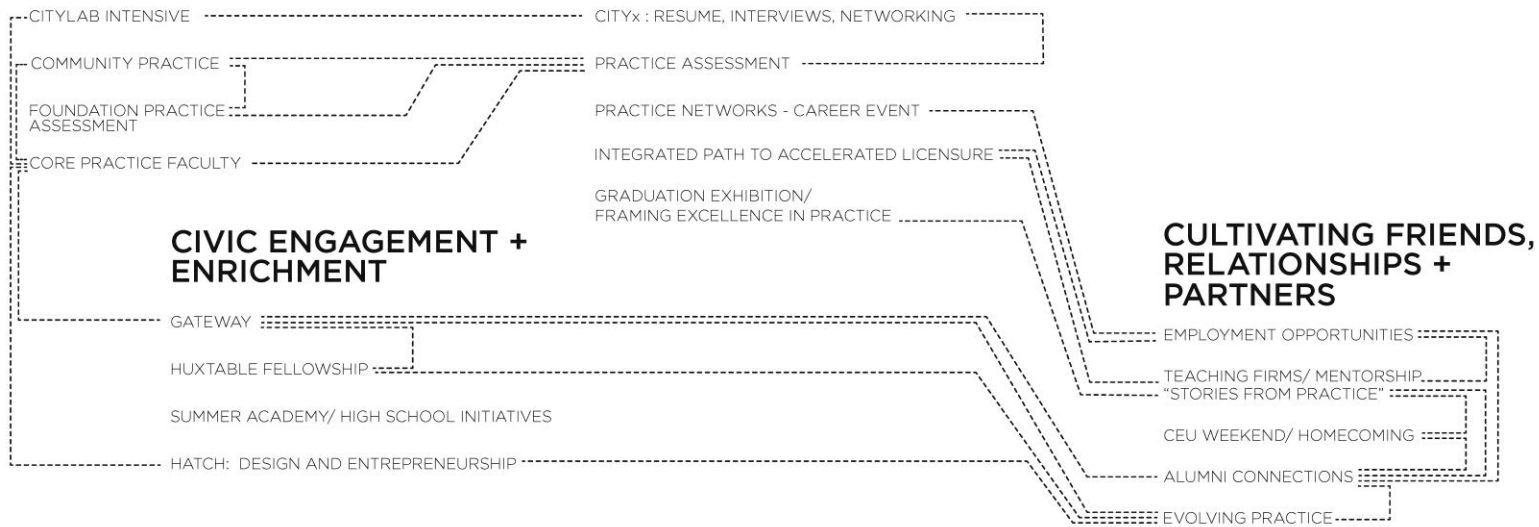 CITYLAB INTENSIVE
COMMUNITY PRACTICE
FOUNDATION PRACTICE
ASSESSMENT
CORE PRACTICE FACULTY
CITYx : RESUME, INTERVIEWS, NETWORKING
PRACTICE ASSESSMENT
PRACTICE NETWORKS - CAREER EVENT
INTEGRATED PATH TO ACCELERATED LICENSURE
GRADUATION EXHIBITION/
FRAMING EXCELLENCE IN PRACTICE
CIVIC ENGAGEMENT +
ENRICHMENT
GATEWAY
HUXTABLE FELLOWSHIP
SUMMER ACADEMY/ HIGH SCHOOL INITIATIVES
HATCH: DESIGN AND ENTREPRENEURSHIP
CULTIVATING FRIENDS,
RELATIONSHIPS +
PARTNERS
EMPLOYMENT OPPORTUNITIES
TEACHING FIRMS/ MENTORSHIP
“STORIES FROM PRACTICE”
CEU WEEKEND/ HOMECOMING
ALUMNI CONNECTIONS
EVOLVING PRACTICE